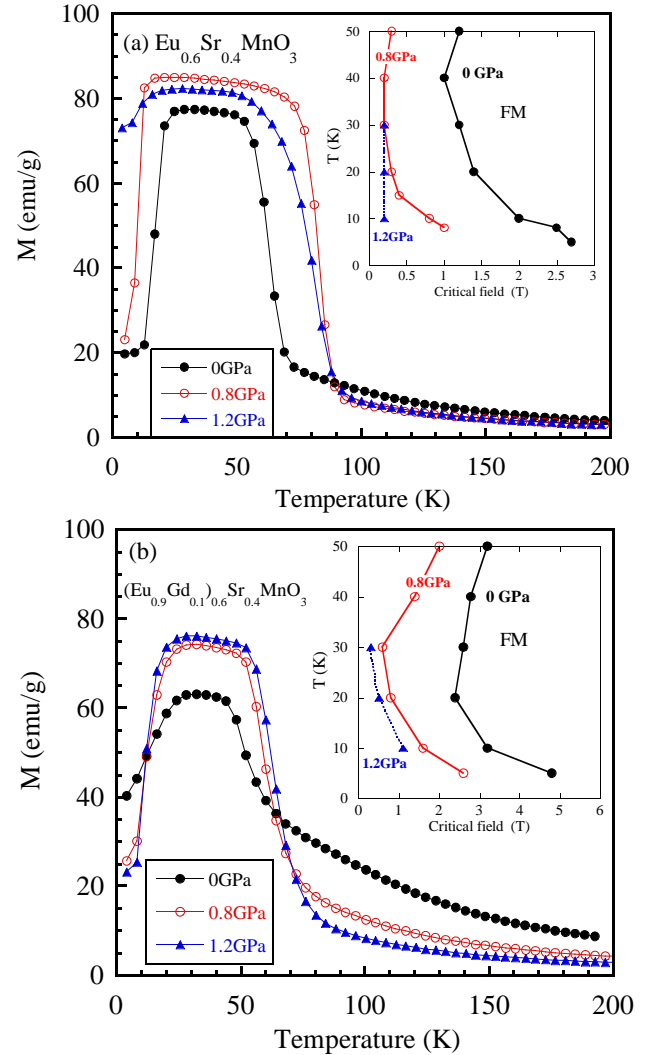 (a) Eu0.6Sr0.4MnO3
M (emu/g)
100
80
60
40
20
0
0 50 100 150 200
Temperature (K)
0GPa
0.8GPa
1.2GPa
T (K)
50
40
30
20
10
0
0 0.5 1 1.5 2 2.5 3
Critical field (T)
0.8GPa
0 GPa
FM
1.2GPa
(b)
(Eu0.9Gd0.1)0.6Sr0.4MnO3
M (emu/g)
100
80
60
40
20
0
0 50 100 150 200
Temperature (K)
0GPa
0.8GPa
1.2GPa
T (K)
50
40
30
20
10
0
0 1 2 3 4 5 6
Critical field (T)
0.8GPa
0 GPa
FM
1.2GPa